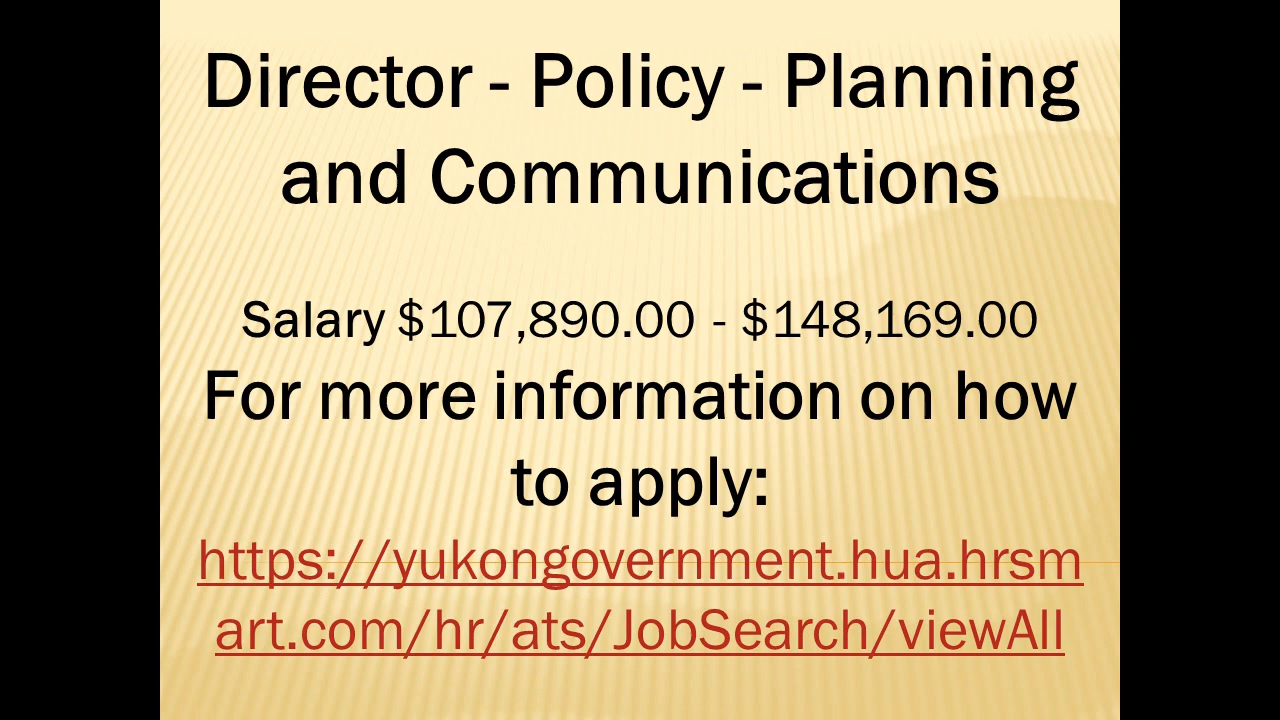 Director - Policy - Planning
and Communications
Salary $107,890.00 - $148,169.00
For more information on how
to apply:
https://yukongovernment.hua.hrsm
art.com/hr/ats/JobSearch/viewAll